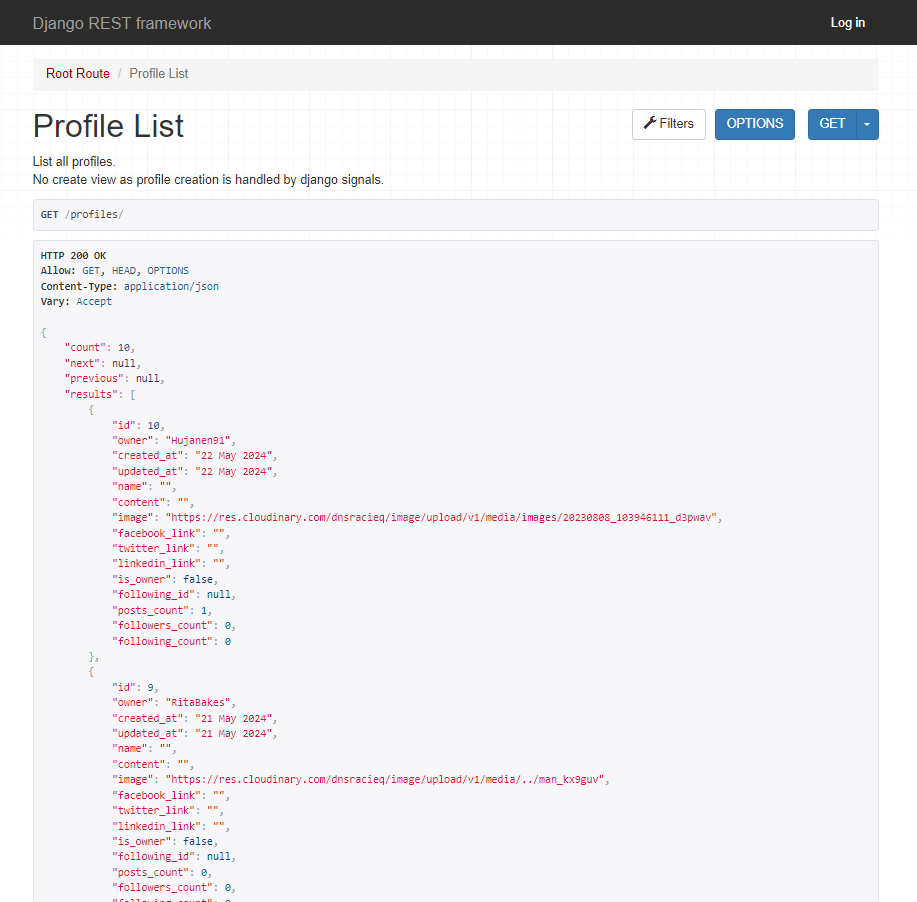 Django REST framework
Log in
Root Route / Profile List
Profile List
Filters
OPTIONS
GET
List all profiles.
No create view as profile creation is handled by django signals.
GET /profiles/
HTTP 200 OK
Allow: GET, HEAD, OPTIONS
Content-Type: application/json
Vary: Accept
{
"count": 10,
"next": null,
"previous": null,
"results": [
{
"id": 10,
"owner": "Hujanen91",
"created_at": "22 May 2024",
"updated_at": "22 May 2024",
"name": "",
"content": "",
"image": "https://res.cloudinary.com/dnsracieq/image/upload/v1/media/images/20230808_103946111_d3pwav",
"facebook_link": "",
"twitter_link": "",
"linkedin_link": "",
"is_owner": false,
"following_id": null,
"posts_count": 1,
"followers_count": 0,
"following_count": 0
},
{
"id": 9,
"owner": "RitaBakes",
"created_at": "21 May 2024",
"updated_at": "21 May 2024",
"name": "",
"content": "",
"image": "https://res.cloudinary.com/dnsracieq/image/upload/v1/media/../man_kx9guv",
"facebook_link": "",
"twitter_link": "",
"linkedin_link": "",
"is_owner": false,
"following_id": null,
"posts_count": 0,
"followers_count": 0,